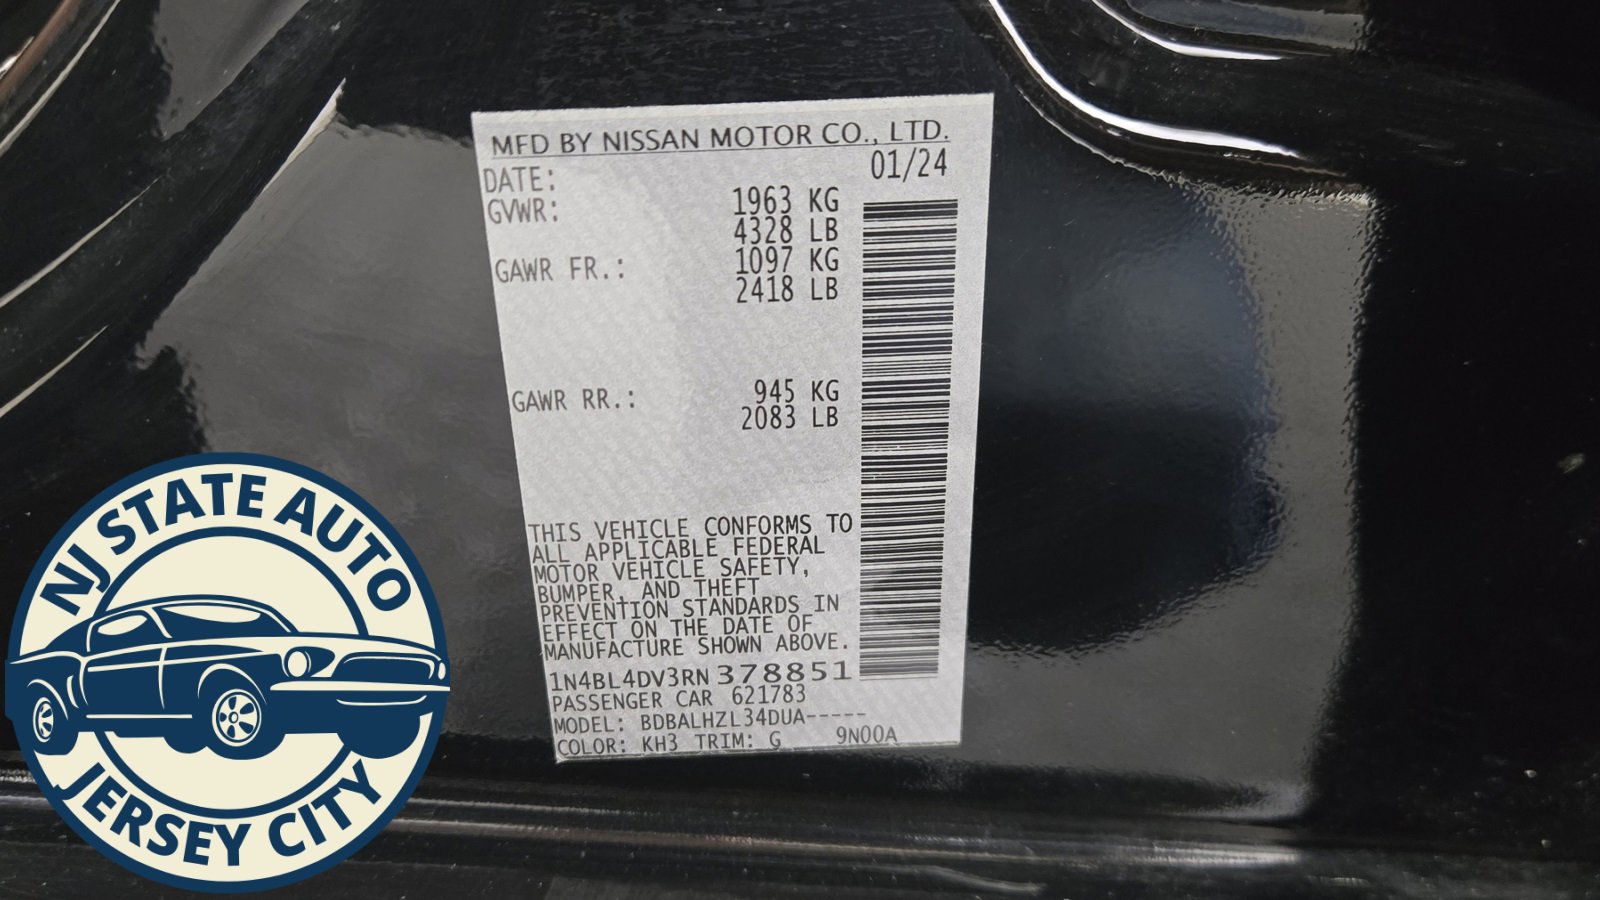 MFD BY NISSAN MOTOR CO., LTD.
DATE: 01/24
GVWR: 1963 KG
4328 LB
GAWR FR.: 1097 KG
2418 LB
GAWR RR.: 945 KG
2083 LB
THIS VEHICLE CONFORMS TO
ALL APPLICABLE FEDERAL
MOTOR VEHICLE SAFETY,
BUMPER, AND THEFT
PREVENTION STANDARDS IN
EFFECT ON THE DATE OF
MANUFACTURE SHOWN ABOVE.
1N4BL4DV3RN378851
PASSENGER CAR 621783
MODEL: BDBALHZL34DUA-----
COLOR: KH3 TRIM: G 9N00A
NJ STATE AUTO
JERSEY CITY